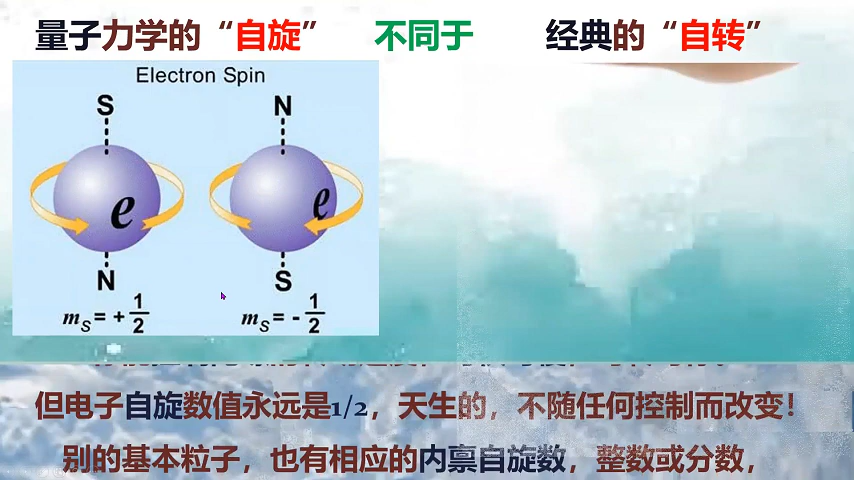 量子力学的“自旋” 不同于 经典的“自转”
Electron Spin
S N
e e
N S
mS = + 1/2 mS = - 1/2
但电子自旋数值永远是1/2，天生的，不随任何控制而改变！
别的基本粒子，也有相应的内禀自旋数，整数或分数，